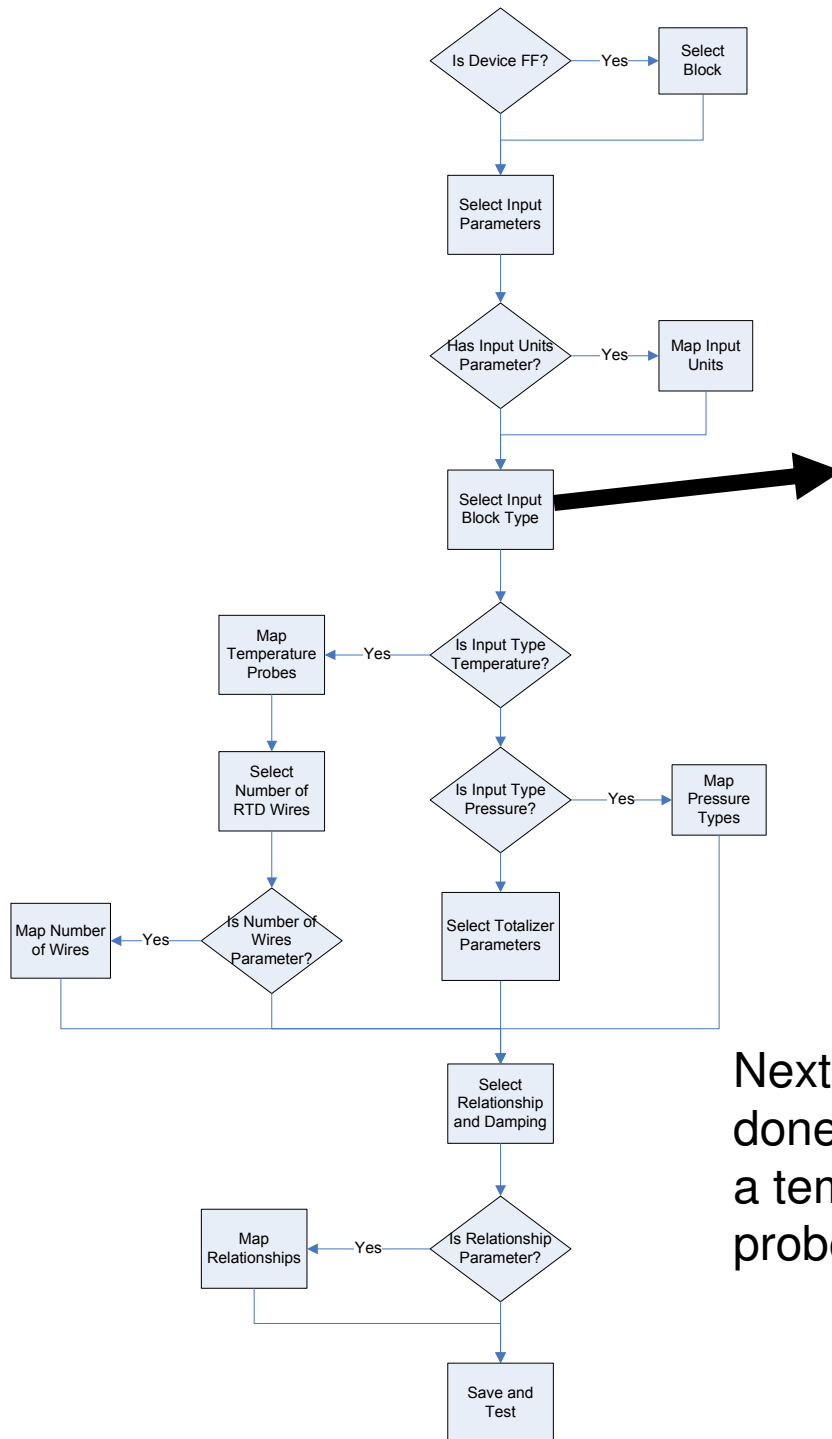 Is Device FF?
Yes
Select
Block
Select Input
Parameters
Has Input Units
Parameter?
Yes
Map Input
Units
Select Input
Block Type
Map
Temperature
Probes
Yes
Is Input Type
Temperature?
Select
Number of
RTD Wires
Is Input Type
Pressure?
Yes
Map
Pressure
Types
Map Number
of Wires
Yes
Is Number of
Wires
Parameter?
Select Totalizer
Parameters
Next
done
a tem
probe
Select
Relationship
and Damping
Map
Relationships
Yes
Is Relationship
Parameter?
Save and
Test